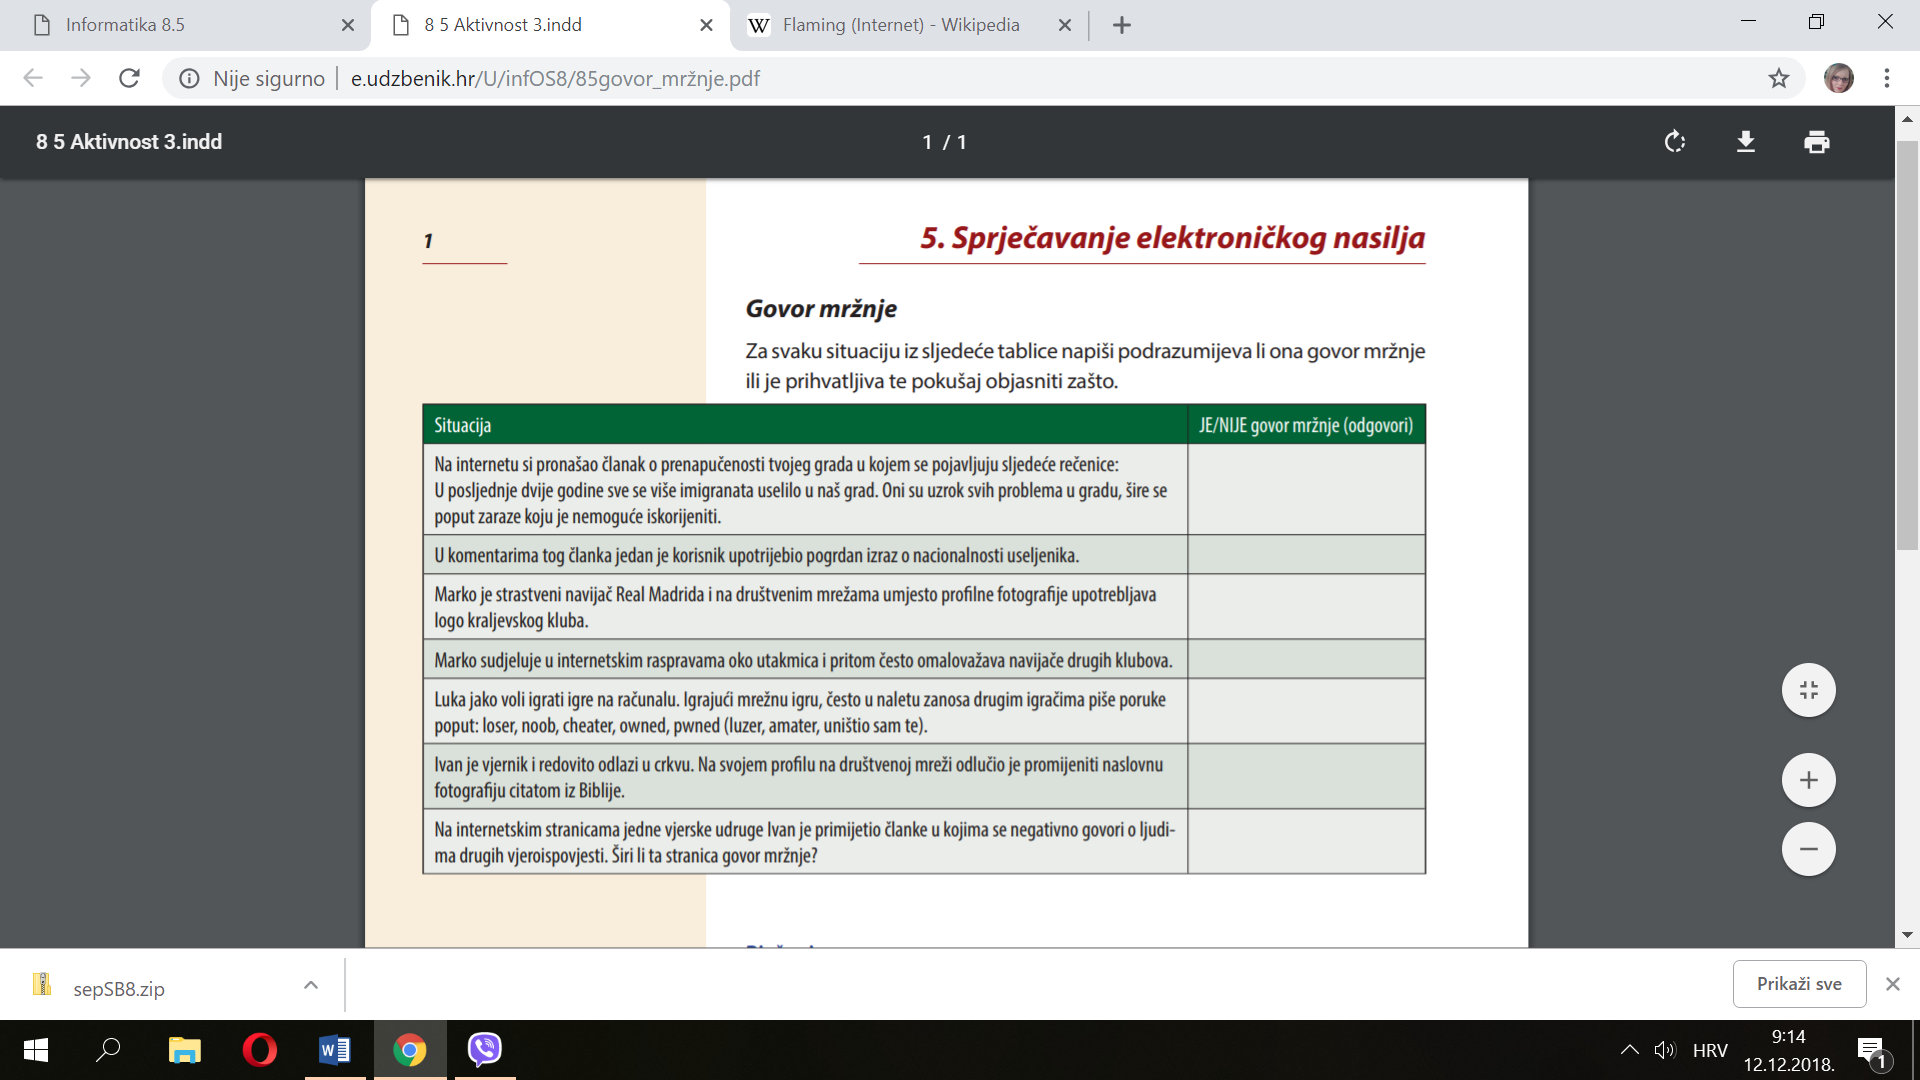 Informatika 8.5
8 5 Aktivnost 3.indd
Flaming (Internet) - Wikipedia
Nije sigurno
e.udzbenik.hr/U/infOS8/85govor_mržnje.pdf
8 5 Aktivnost 3.indd
1 / 1
1
5. Sprječavanje elektroničkog nasilja
Govor mržnje
Za svaku situaciju iz sljedeće tablice napiši podrazumijeva li ona govor mržnje
ili je prihvatljiva te pokušaj objasniti zašto.
Situacija
JE/NIJE govor mržnje (odgovori)
Na internetu si pronašao članak o prenapučenosti tvojeg grada u kojem se pojavljuju sljedeće rečenice:
U posljednje dvije godine sve se više imigranata uselilo u naš grad. Oni su uzrok svih problema u gradu, šire se
poput zaraze koju je nemoguće iskorijeniti.
U komentarima tog članka jedan je korisnik upotrijebio pogrdan izraz o nacionalnosti useljenika.
Marko je strastveni navijač Real Madrida i na društvenim mrežama umjesto profilne fotografije upotrebljava
logo kraljevskog kluba.
Marko sudjeluje u internetskim raspravama oko utakmica i pritom često omalovažava navijače drugih klubova.
Luka jako voli igrati igre na računalu. Igrajući mrežnu igru, često u naletu zanosa drugim igračima piše poruke
poput: loser, noob, cheater, owned, pwned (luzer, amater, uništio sam te).
Ivan je vjernik i redovito odlazi u crkvu. Na svojem profilu na društvenoj mreži odlučio je promijeniti naslovnu
fotografiju citatom iz Biblije.
Na internetskim stranicama jedne vjerske udruge Ivan je primijetio članke u kojima se negativno govori o ljudi-
ma drugih vjeroispovjesti. Širi li ta stranica govor mržnje?
sepSB8.zip
Prikaži sve
HRV
9:14
12.12.2018.
1